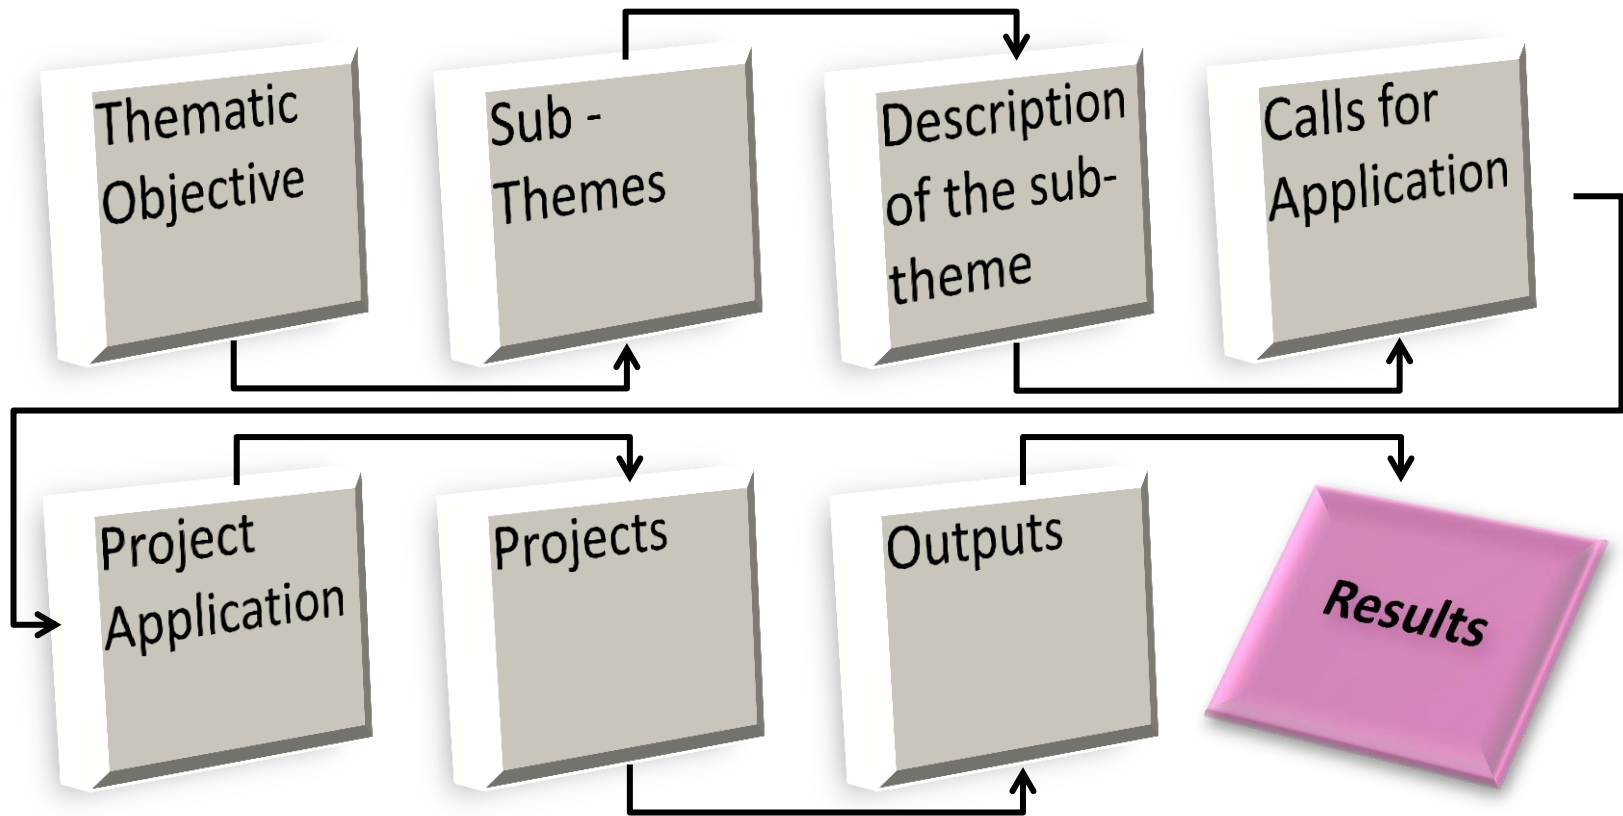 Thematic
Objective
Sub -
Themes
Description
of the sub-
theme
Calls for
Application
Project
Application
Projects
Outputs
Results